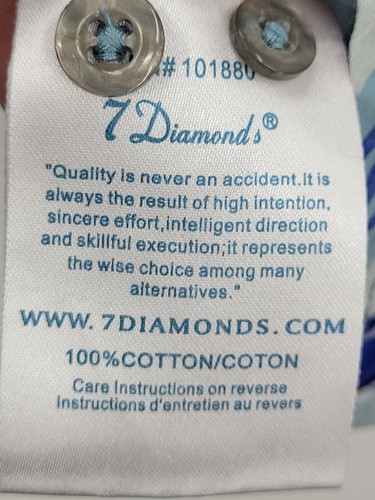 # 101880
7 Diamonds®
"Quality is never an accident.It is
always the result of high intention,
sincere effort,intelligent direction
and skillful execution;it represents
the wise choice among many
alternatives."
WWW.7DIAMONDS.COM
100%COTTON/COTON
Care Instructions on reverse
Instructions d'entretien au revers